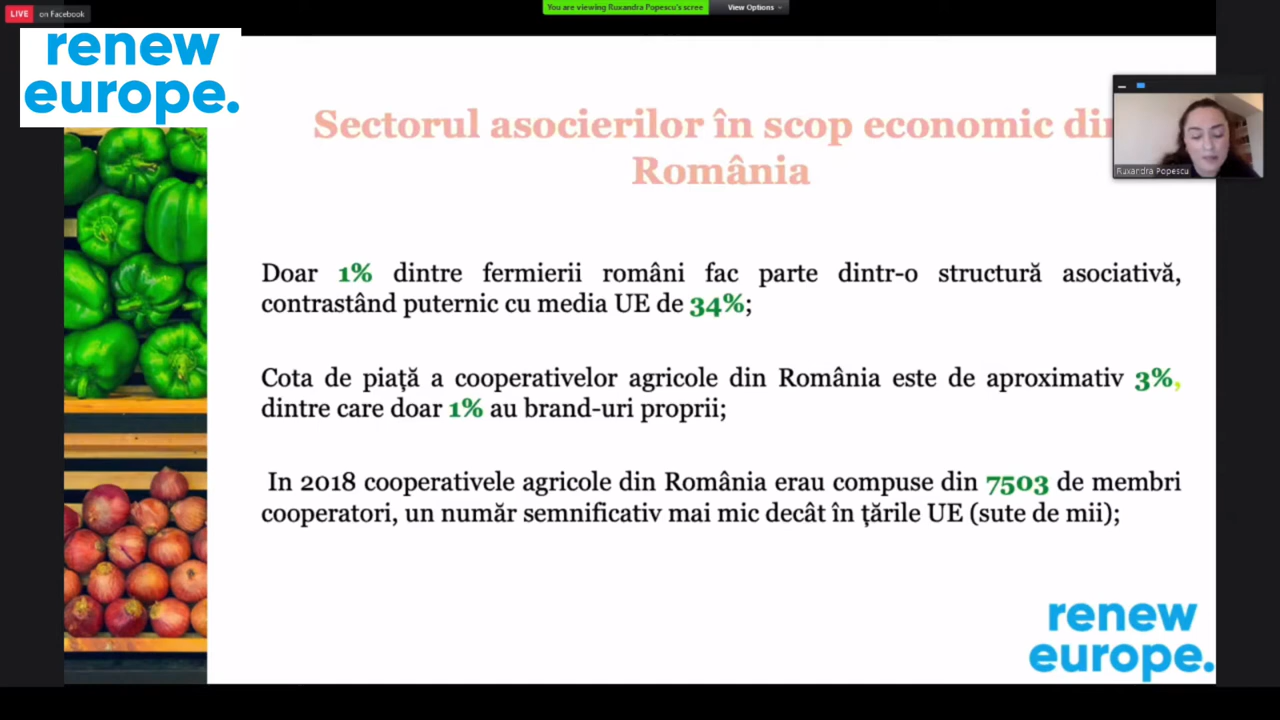 LIVE on Facebook
You are viewing Ruxandra Popescu's scree
View Options
renew
europe.
Sectorul asocierilor în scop economic din
România
Ruxandra Popescu
Doar 1% dintre fermierii români fac parte dintr-o structură asociativă,
contrastând puternic cu media UE de 34%;
Cota de piață a cooperativelor agricole din România este de aproximativ 3%,
dintre care doar 1% au brand-uri proprii;
In 2018 cooperativele agricole din România erau compuse din 7503 de membri
cooperatori, un număr semnificativ mai mic decât în țările UE (sute de mii);
renew
europe.